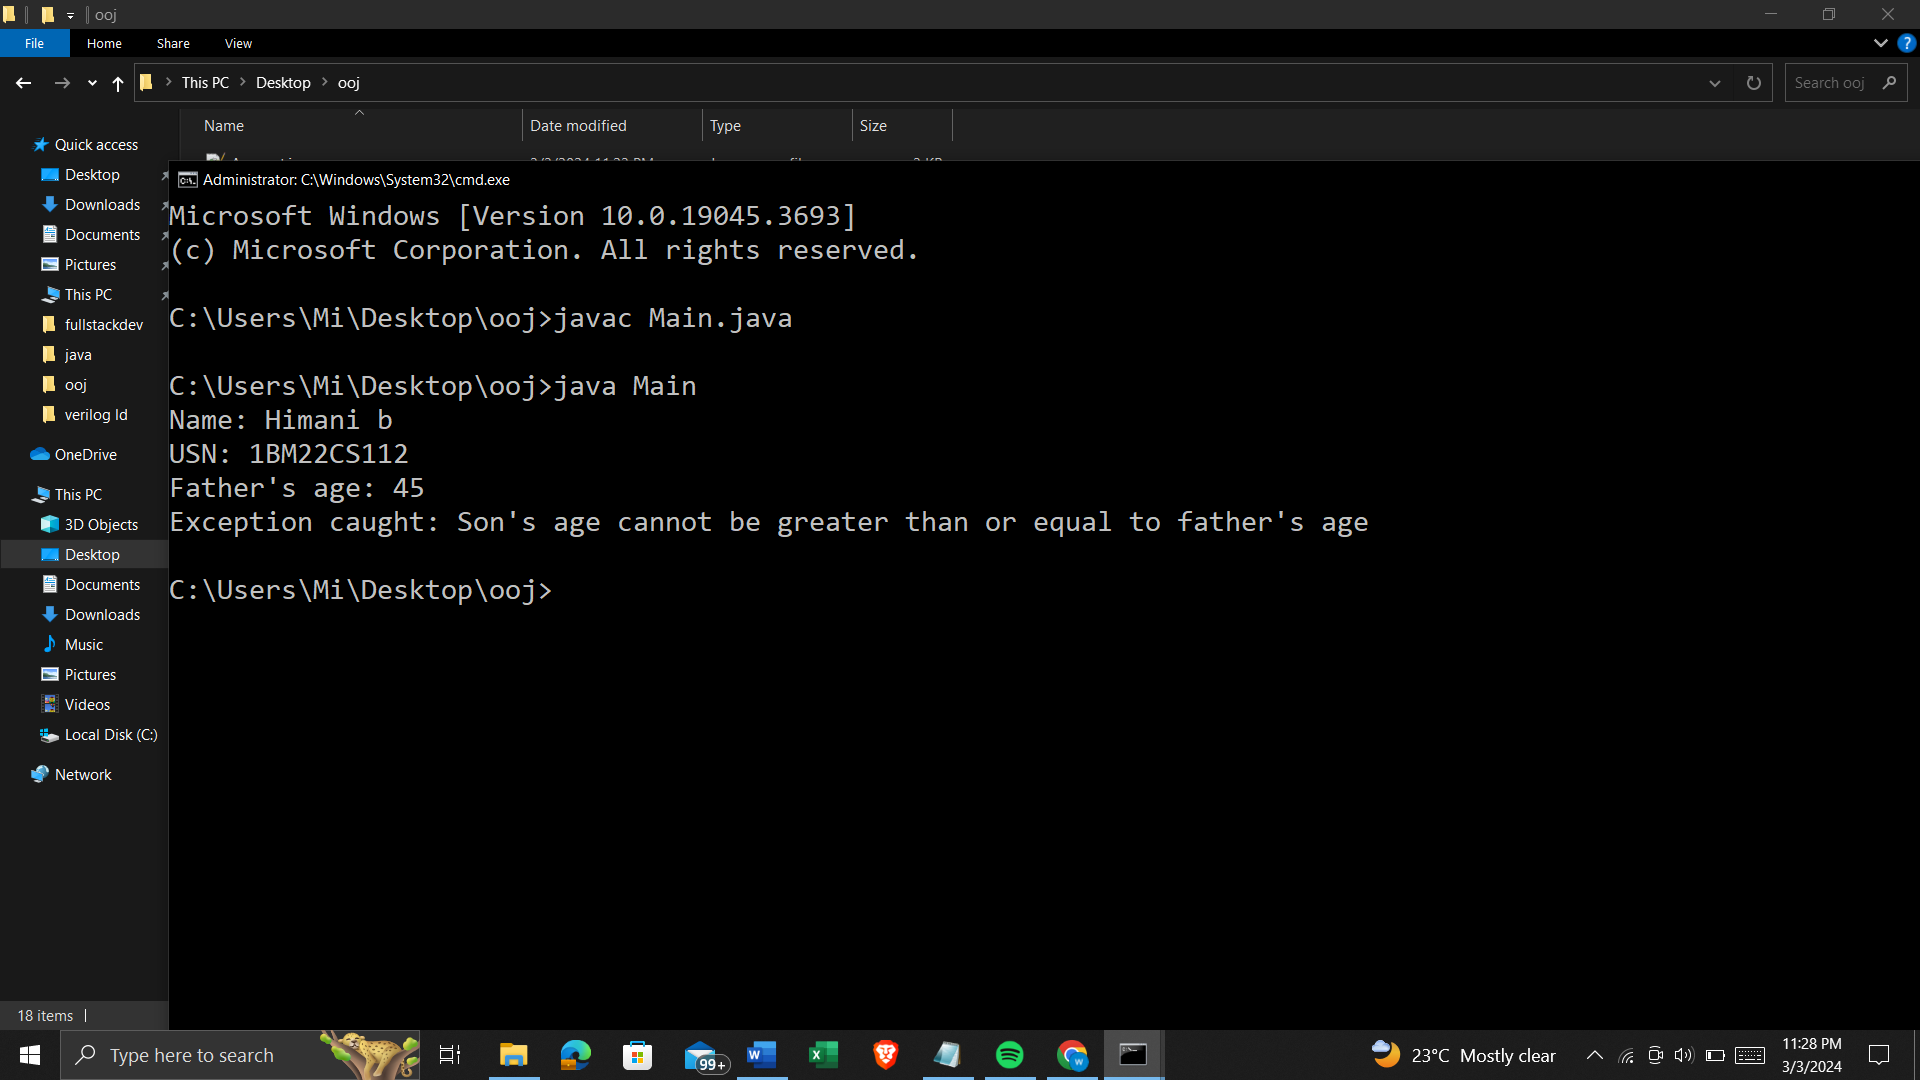 ooj
File Home Share View
This PC > Desktop > ooj
Search ooj
Name Date modified Type Size
Quick access
Desktop
Downloads
Documents
Pictures
This PC
fullstackdev
java
ooj
verilog ld
OneDrive
This PC
3D Objects
Desktop
Documents
Downloads
Music
Pictures
Videos
Local Disk (C:)
Network
18 items
Administrator: C:\Windows\System32\cmd.exe
Microsoft Windows [Version 10.0.19045.3693]
(c) Microsoft Corporation. All rights reserved.
C:\Users\Mi\Desktop\ooj>javac Main.java
C:\Users\Mi\Desktop\ooj>java Main
Name: Himani b
USN: 1BM22CS112
Father's age: 45
Exception caught: Son's age cannot be greater than or equal to father's age
C:\Users\Mi\Desktop\ooj>
Type here to search
99+
23°C Mostly clear
11:28 PM
3/3/2024